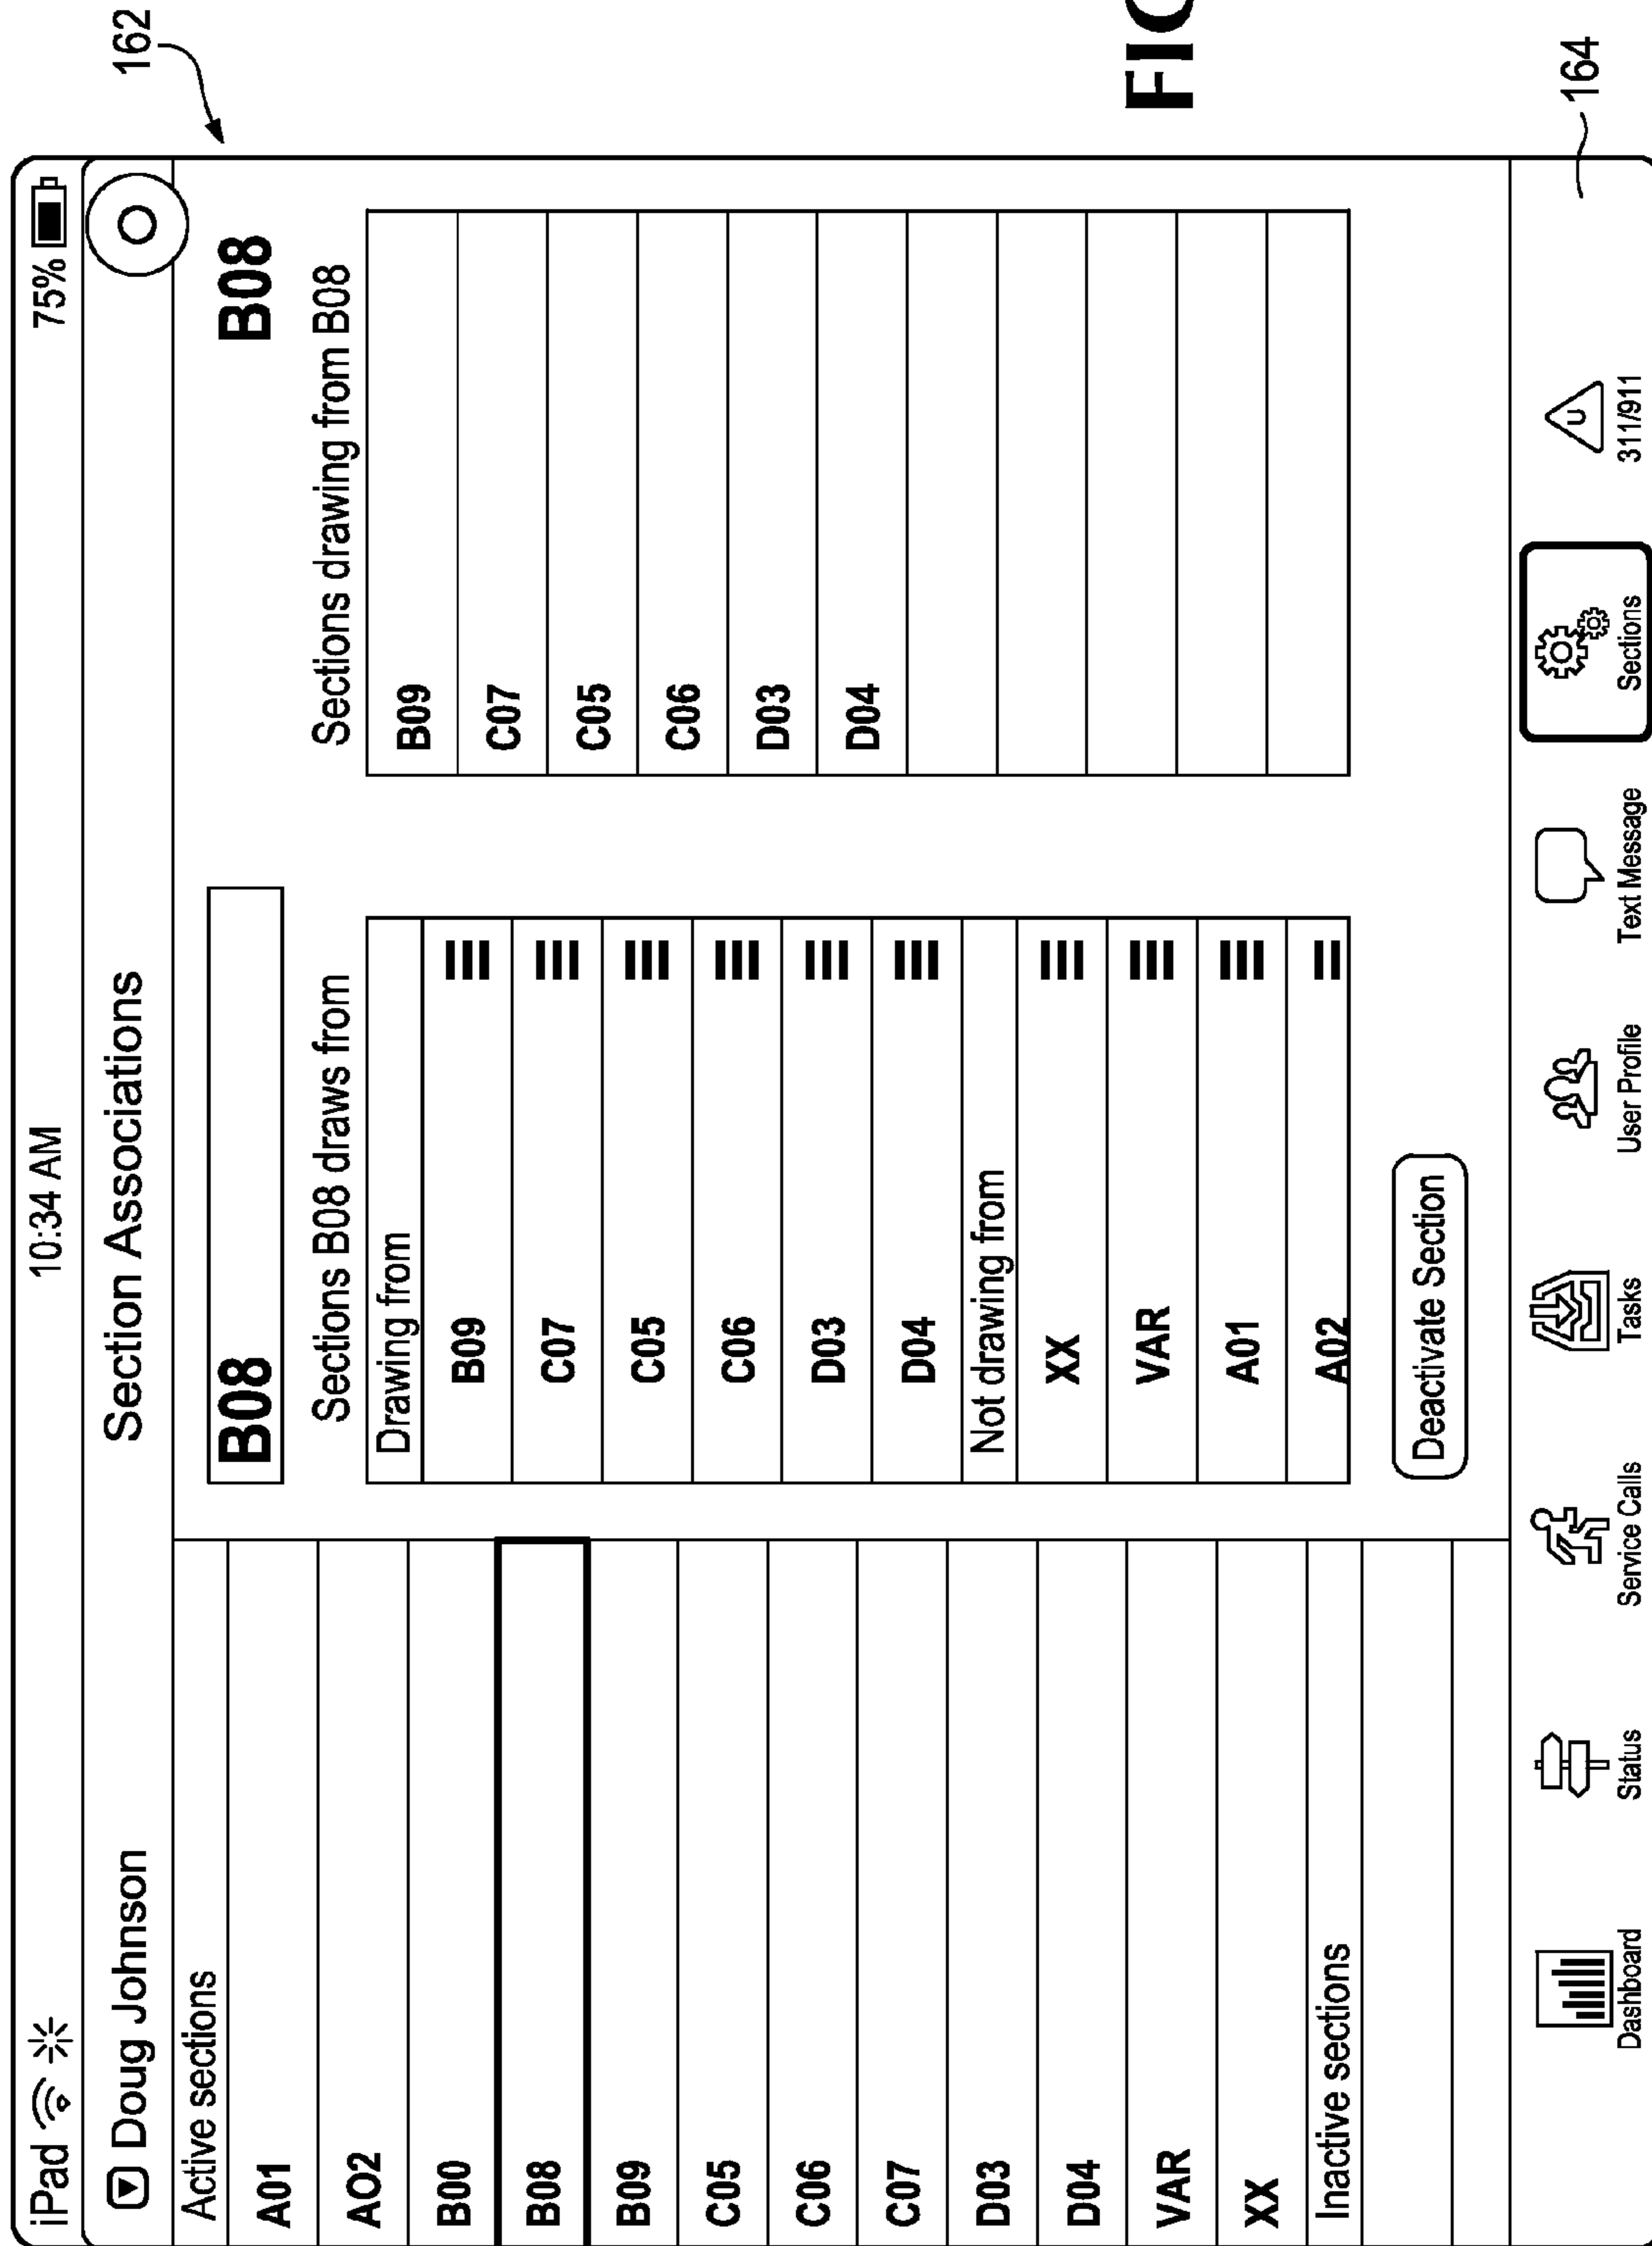 iPad 10:34 AM 75%
Doug Johnson Section Associations
162
Active sections
A01
AO2
B00
B08
B09
C05
C06
C07
D03
D04
VAR
XX
Inactive sections
B08
Sections B08 draws from
Drawing from
B09
C07
C05
C06
D03
D04
Not drawing from
XX
VAR
A01
A02
Deactivate Section
B08
Sections drawing from B08
B09
C07
C05
C06
D03
D04
Dashboard
Status
Service Calls
Tasks
User Profile
Text Message
Sections
311/911
164